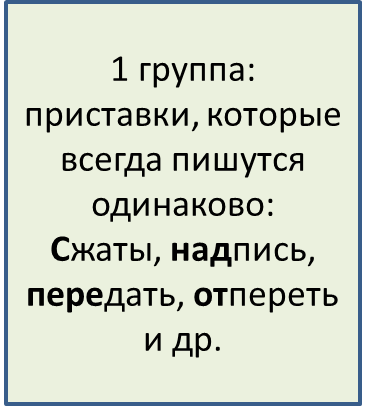 1 группа:
приставки, которые
всегда пишутся
одинаково:
Сжаты, надпись,
передать, отпереть
и др.